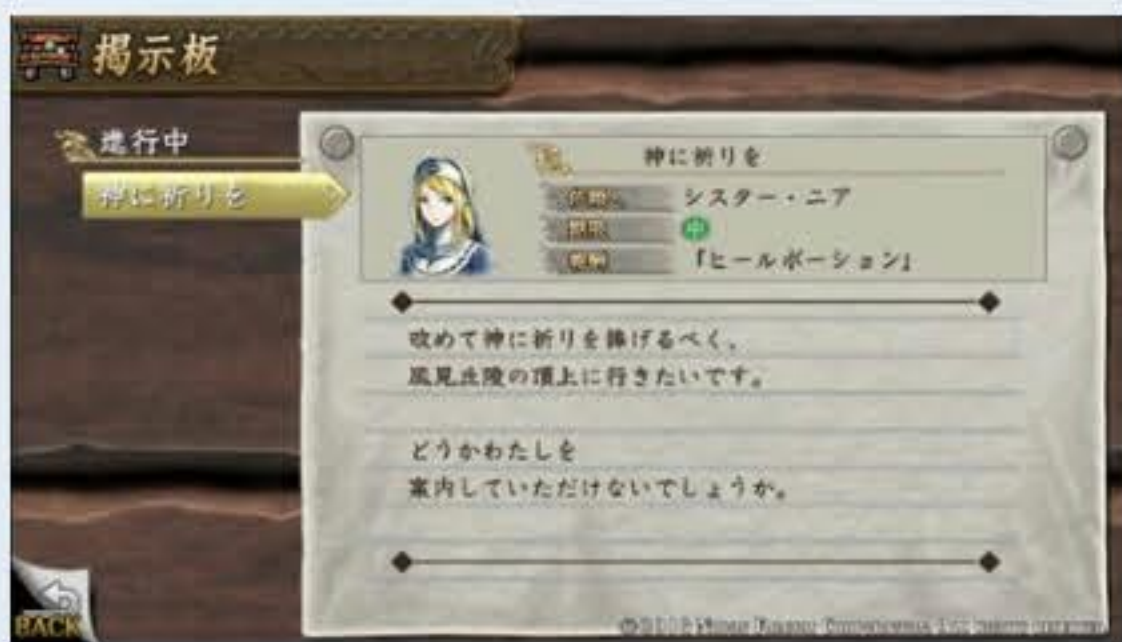 掲示板
進行中
神に祈りを
神に祈りを
シスター・ニア
中
『ヒールポーション』
改めて神に祈りを捧げるべく、
風見丘陵の頂上に行きたいです。
どうかわたしを
案内していただけないでしょうか。
BACK